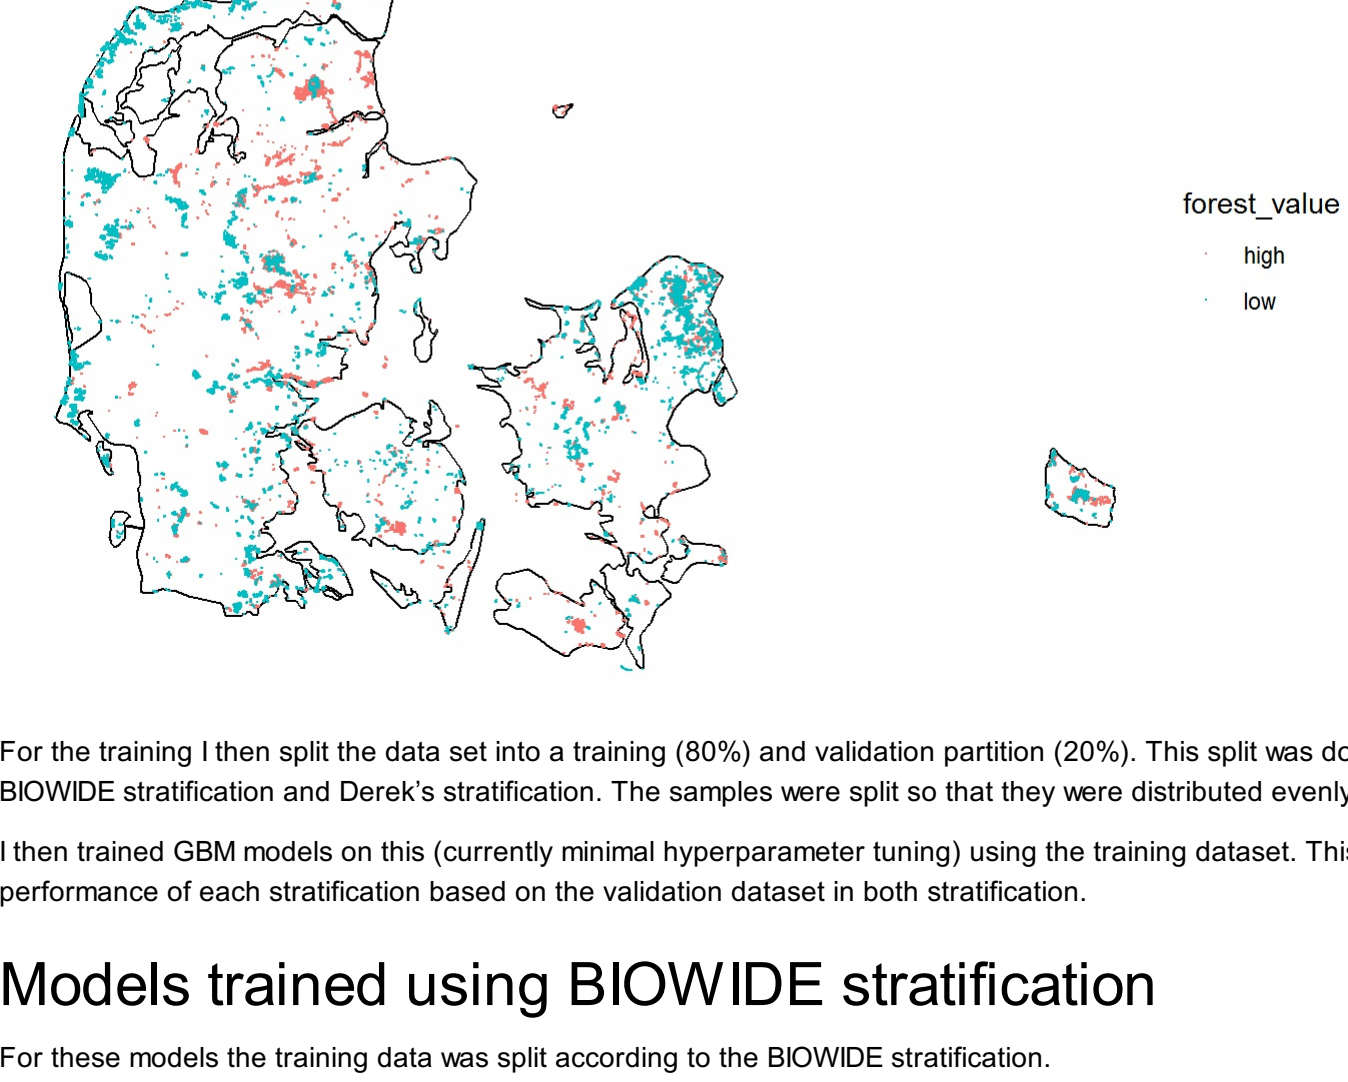 forest_value
high
low
For the training I then split the data set into a training (80%) and validation partition (20%). This split was
BIOWIDE stratification and Derek’s stratification. The samples were split so that they were distributed evenly
I then trained GBM models on this (currently minimal hyperparameter tuning) using the training dataset. This
performance of each stratification based on the validation dataset in both stratification.
Models trained using BIOWIDE stratification
For these models the training data was split according to the BIOWIDE stratification.